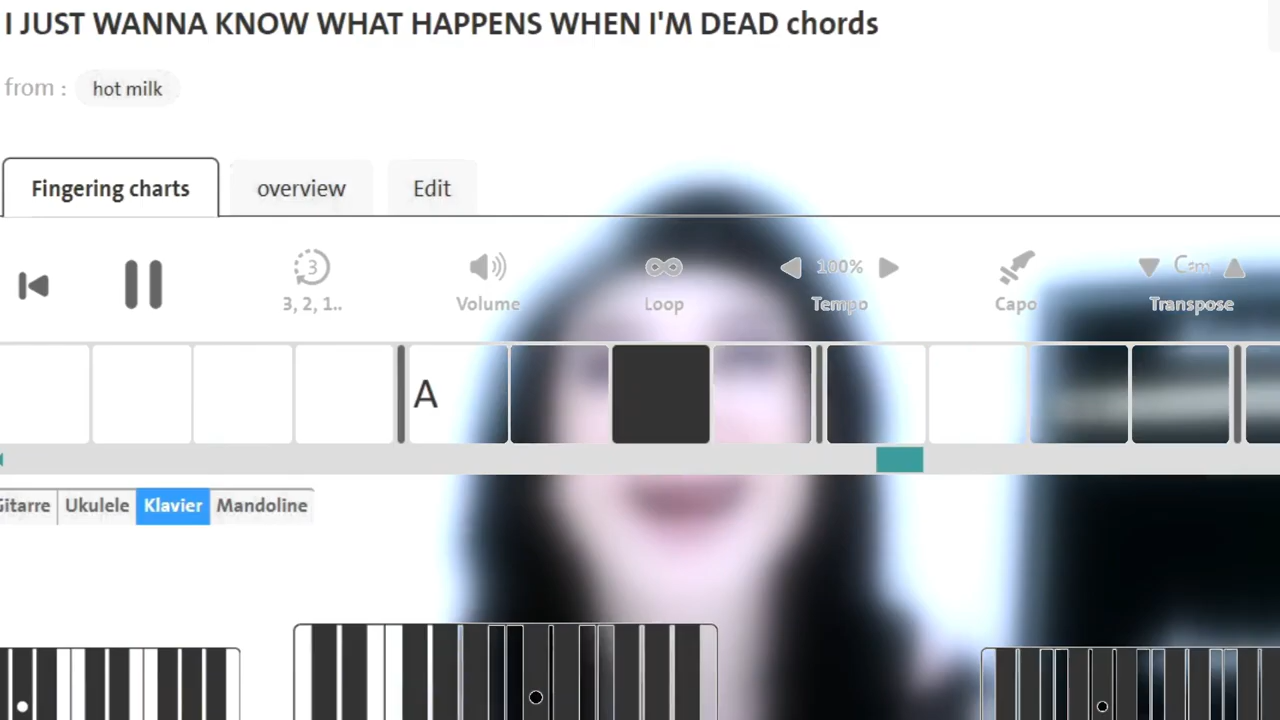 I JUST WANNA KNOW WHAT HAPPENS WHEN I'M DEAD chords
from : hot milk
Fingering charts overview Edit
3 100% C#m
3, 2, 1.. Volume Loop Tempo Capo Transpose
A
Gitarre Ukulele Klavier Mandoline